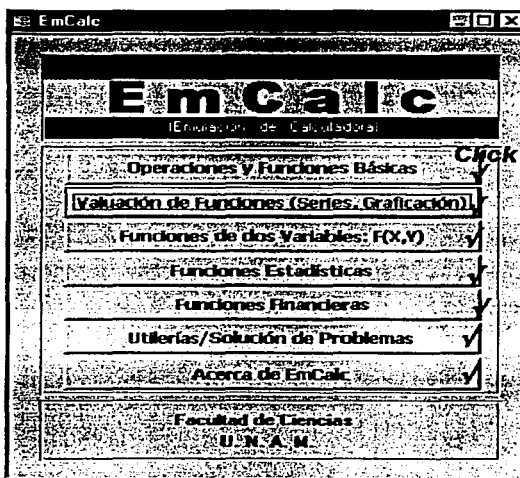 EmCalc
EmCalc
(Emulación de Calculadora)
Click
Operaciones y Funciones Básicas
Valuación de Funciones (Series, Graficación)
Funciones de dos Variables: F(X,Y)
Funciones Estadísticas
Funciones Financieras
Utilerías/Solución de Problemas
Acerca de EmCalc
Facultad de Ciencias
U. N. A. M.